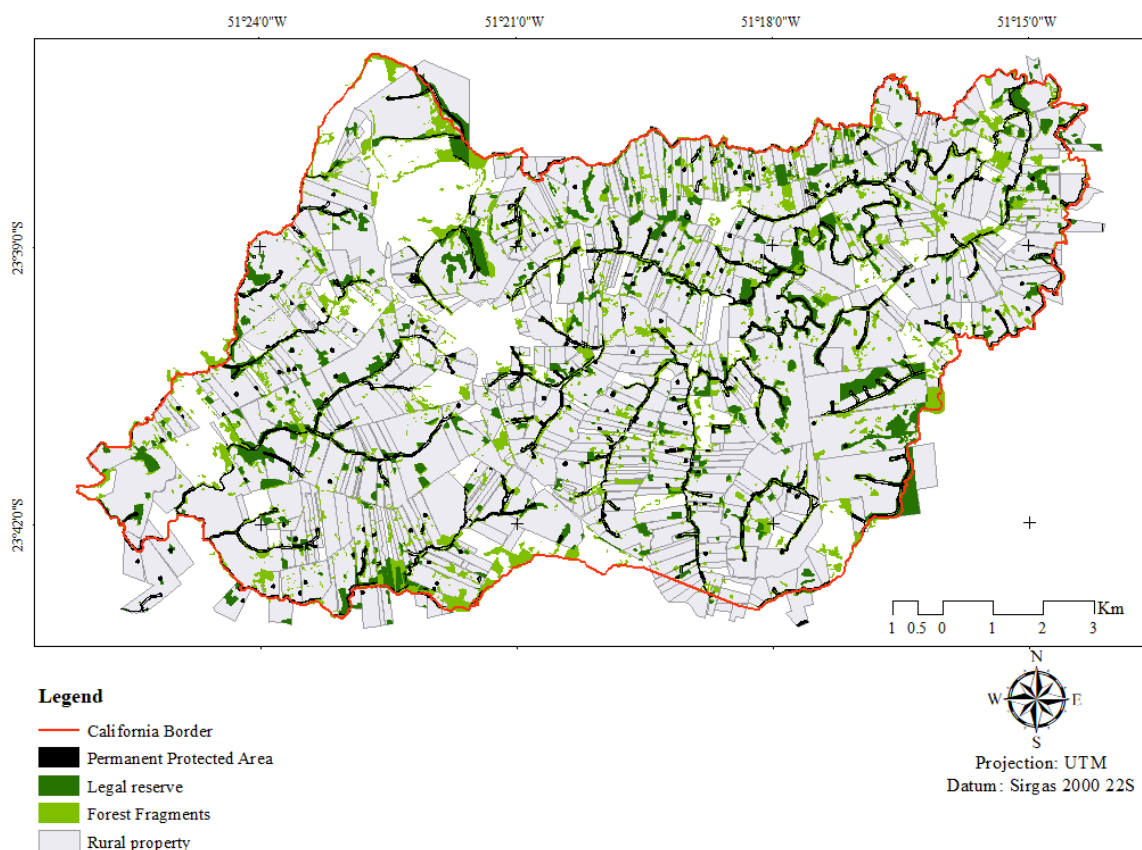 51°24'0"W 51°21'0"W 51°18'0"W 51°15'0"W
23°39'0"S
23°42'0"S
Km
1 0.5 0 1 2 3
Legend
California Border
Permanent Protected Area
Legal reserve
Forest Fragments
Rural property
N
W E
S
Projection: UTM
Datum: Sirgas 2000 22S